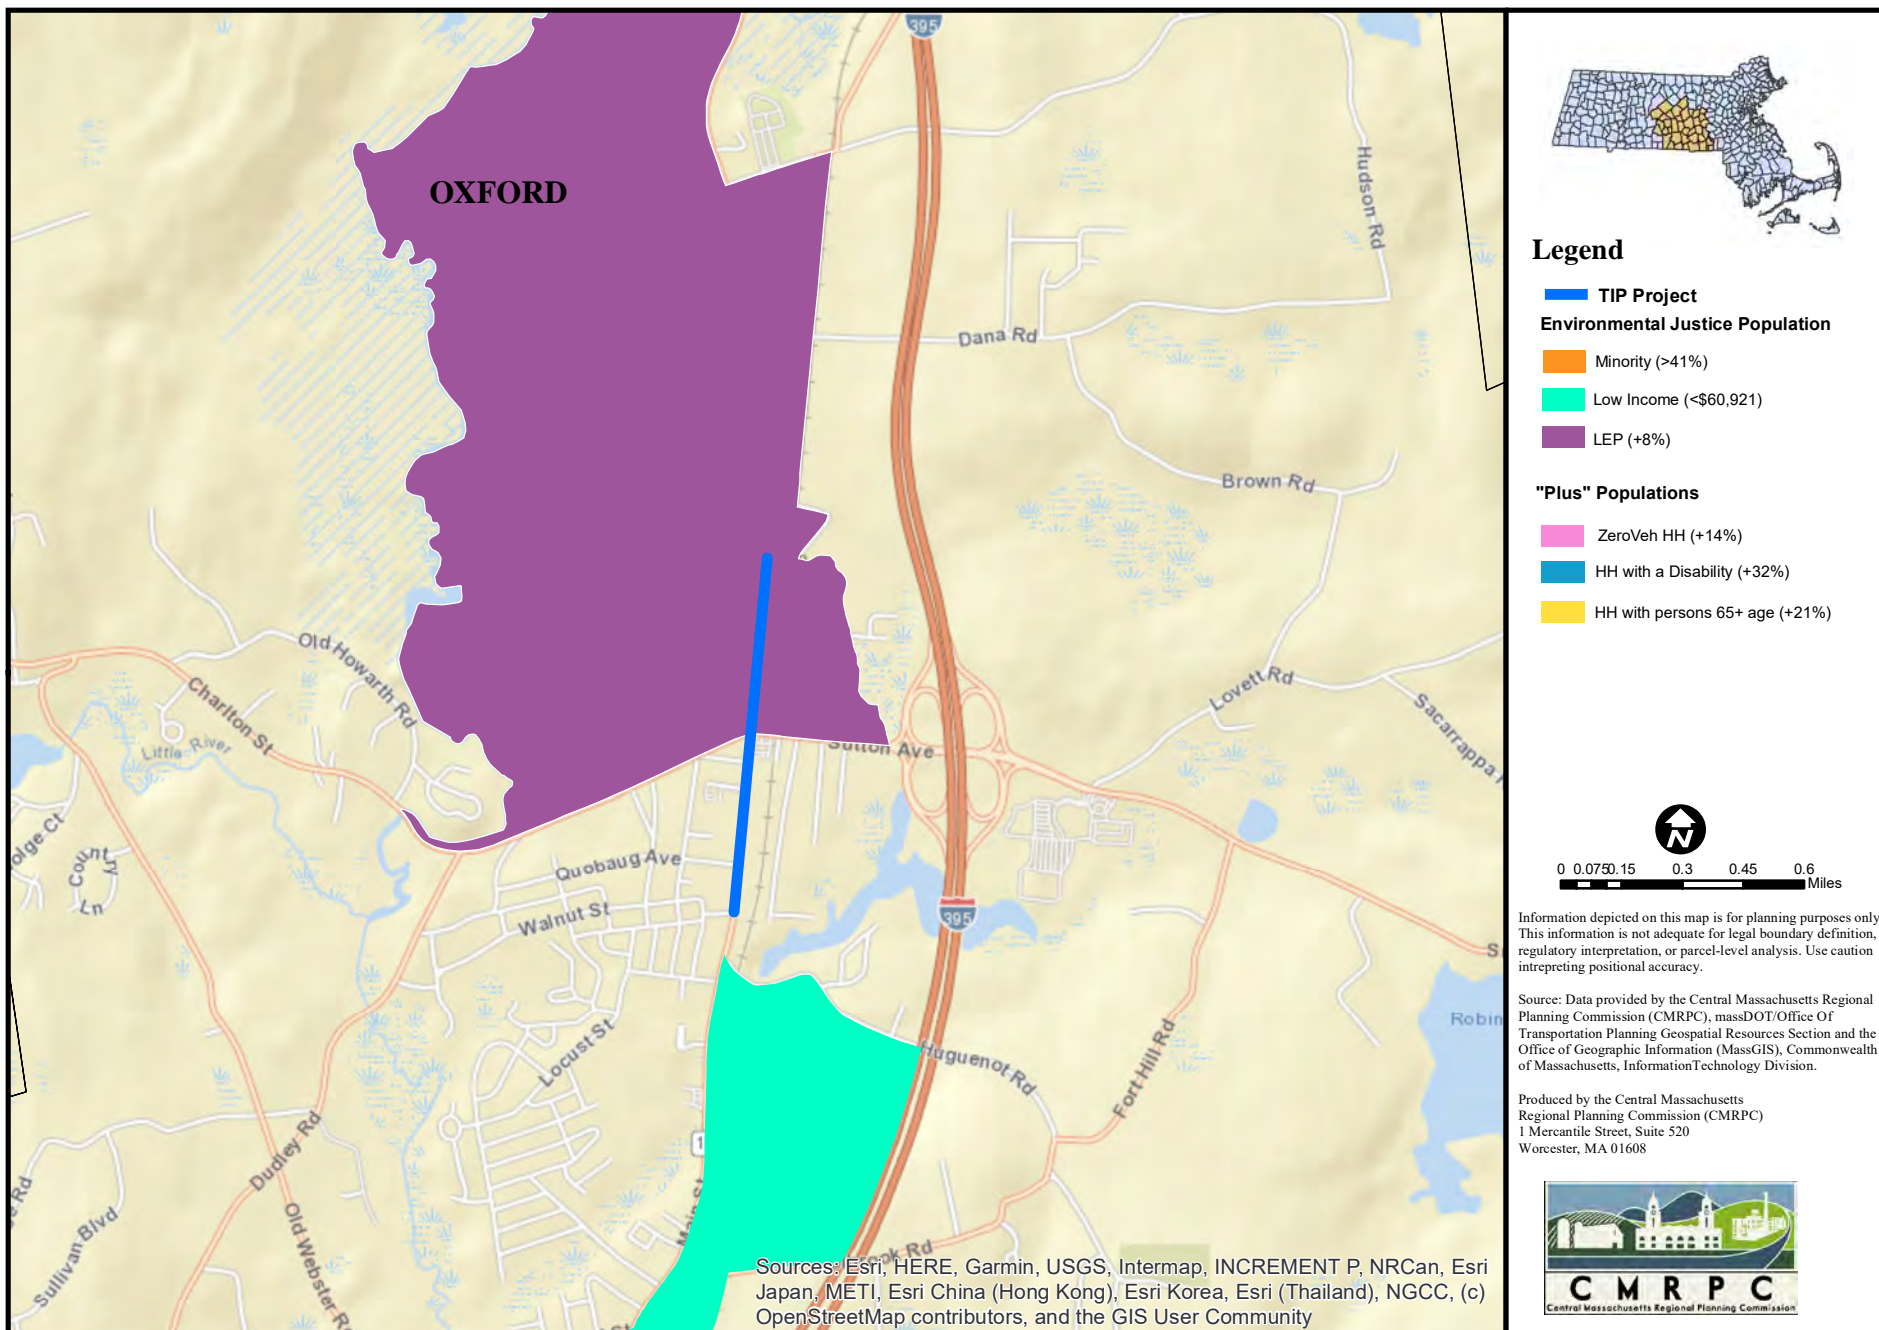 395
OXFORD
Hudson Rd
Dana Rd
Brown Rd
Old Howarth Rd
Charlton St
Little River
Lovett Rd
Sacarrappa
Sutton Ave
Country
Ln
Quobaug Ave
Walnut St
395
Locust St
Huguenot Rd
Fort Hill Rd
Robin
Dudley Rd
Old Webster
Sullivan Blvd
Main St
Rd
Sources: Esri, HERE, Garmin, USGS, Intermap, INCREMENT P, NRCan, Esri
Japan, METI, Esri China (Hong Kong), Esri Korea, Esri (Thailand), NGCC, (c)
OpenStreetMap contributors, and the GIS User Community
Legend
TIP Project
Environmental Justice Population
Minority (>41%)
Low Income (<$60,921)
LEP (+8%)
"Plus" Populations
ZeroVeh HH (+14%)
HH with a Disability (+32%)
HH with persons 65+ age (+21%)
N
0 0.075 0.15 0.3 0.45 0.6
Miles
Information depicted on this map is for planning purposes only.
This information is not adequate for legal boundary definition,
regulatory interpretation, or parcel-level analysis. Use caution
intrepreting positional accuracy.
Source: Data provided by the Central Massachusetts Regional
Planning Commission (CMRPC), massDOT/Office Of
Transportation Planning Geospatial Resources Section and the
Office of Geographic Information (MassGIS), Commonwealth
of Massachusetts, InformationTechnology Division.
Produced by the Central Massachusetts
Regional Planning Commission (CMRPC)
1 Mercantile Street, Suite 520
Worcester, MA 01608
CMRPC
Central Massachusetts Regional Planning Commission